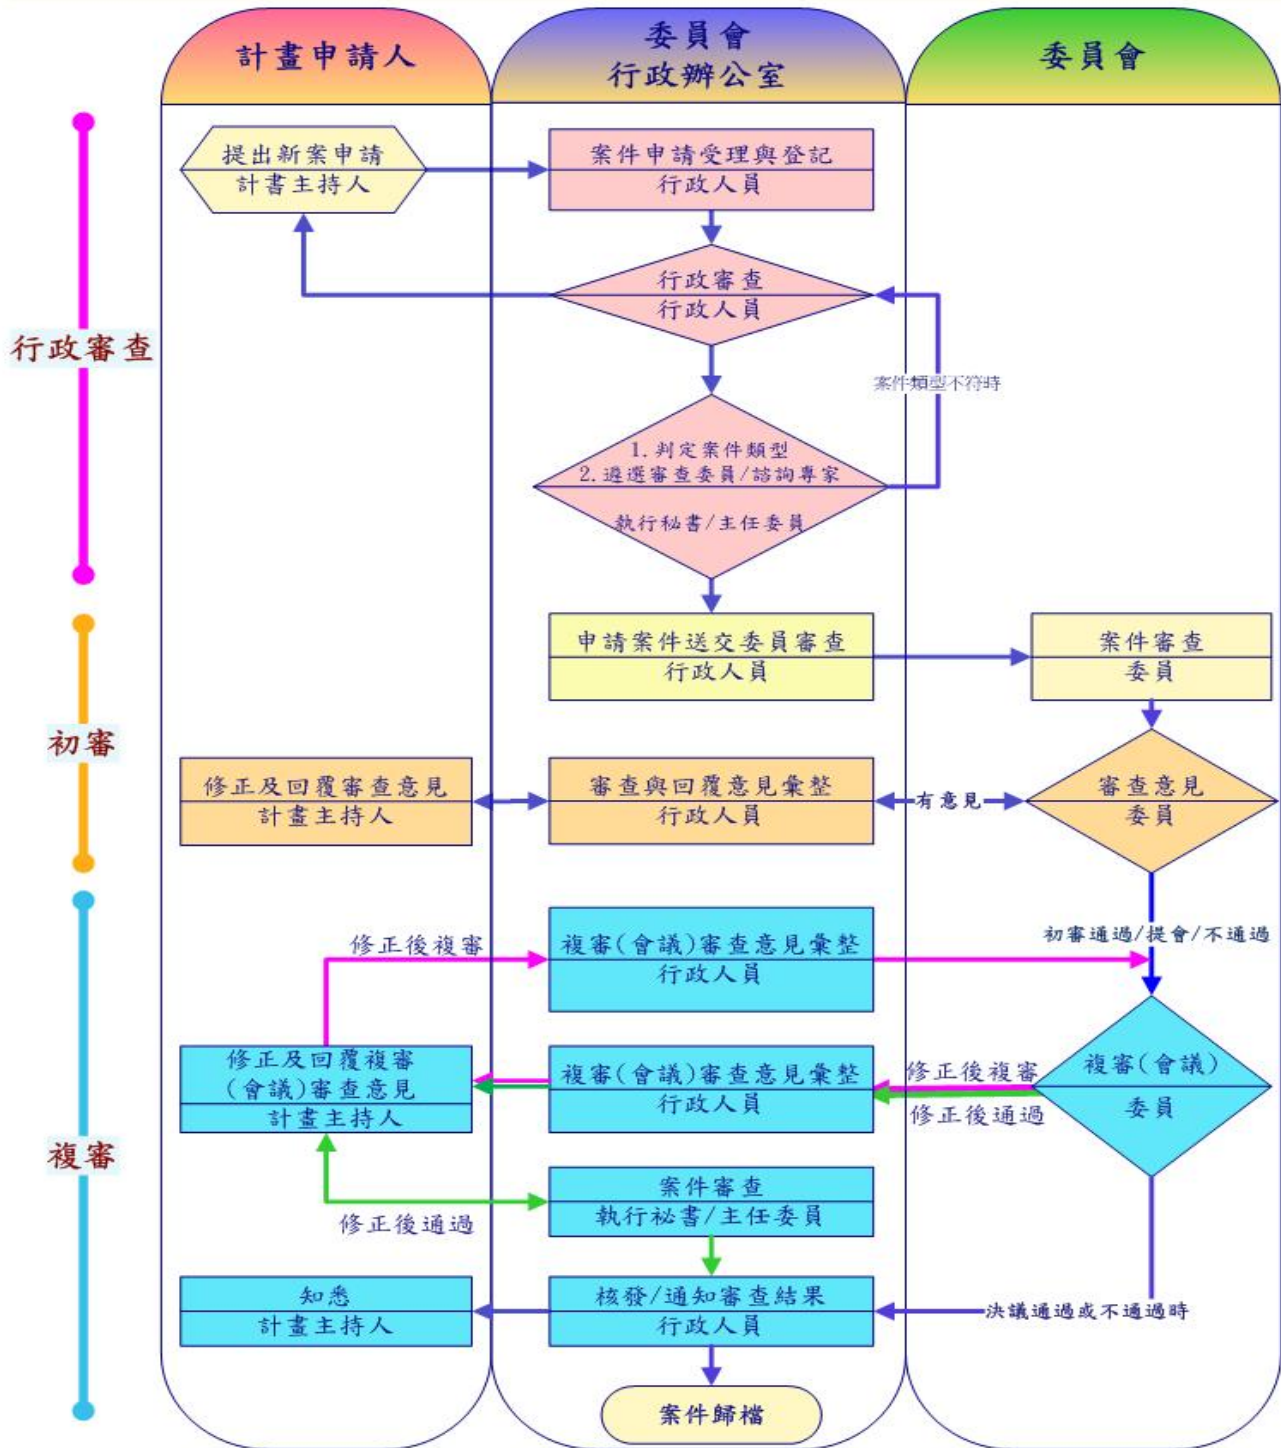 計畫申請人
委員會
行政辦公室
委員會
提出新案申請
計書主持人
案件申請受理與登記
行政人員
行政審查
行政人員
行政審查
案件類型不符時
1.判定案件類型
2.遴選審查委員/諮詢專家
執行秘書/主任委員
申請案件送交委員審查
行政人員
案件審查
委員
初審
修正及回覆審查意見
計畫主持人
審查與回覆意見彙整
行政人員
有意見
審查意見
委員
初審通過/提會/不通過
修正後複審
複審(會議)審查意見彙整
行政人員
修正及回覆複審
(會議)審查意見
計畫主持人
複審(會議)審查意見彙整
行政人員
修正後複審
修正後通過
複審(會議)
委員
複審
修正後通過
案件審查
執行祕書/主任委員
知悉
計畫主持人
核發/通知審查結果
行政人員
決議通過或不通過時
案件歸檔